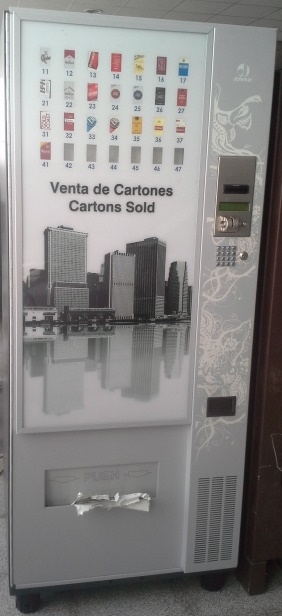 11 12 13 14 15 16 17
21 22 23 24 25 26 27
31 32 33 34 35 36 37
41 42 43 44 45 46 47
Venta de Cartones
Cartons Sold
PUSH